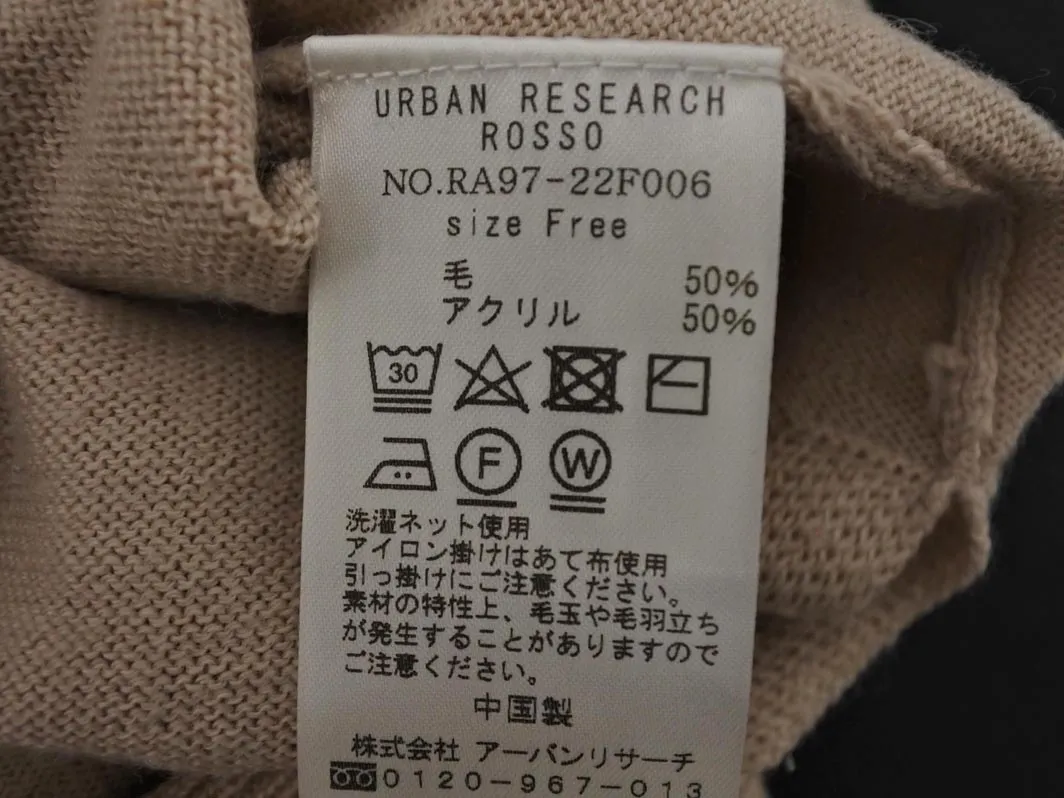 URBAN RESEARCH
ROSSO
NO.RA97-22F006
size Free
毛 50%
アクリル 50%
30
F W
洗濯ネット使用
アイロン掛けはあて布使用
引っ掛けにご注意ください。
素材の特性上、毛玉や毛羽立ち
が発生することがありますので
ご注意ください。
中国製
株式会社 アーバンリサーチ
0120-967-013